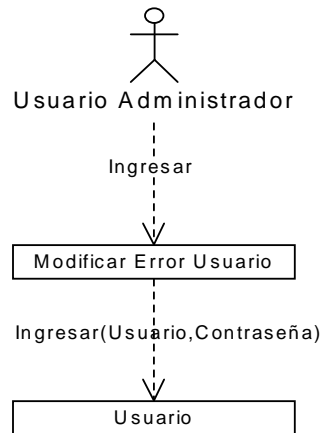 Usuario Administrador
Ingresar
Modificar Error Usuario
Ingresar(Usuario,Contraseña)
Usuario